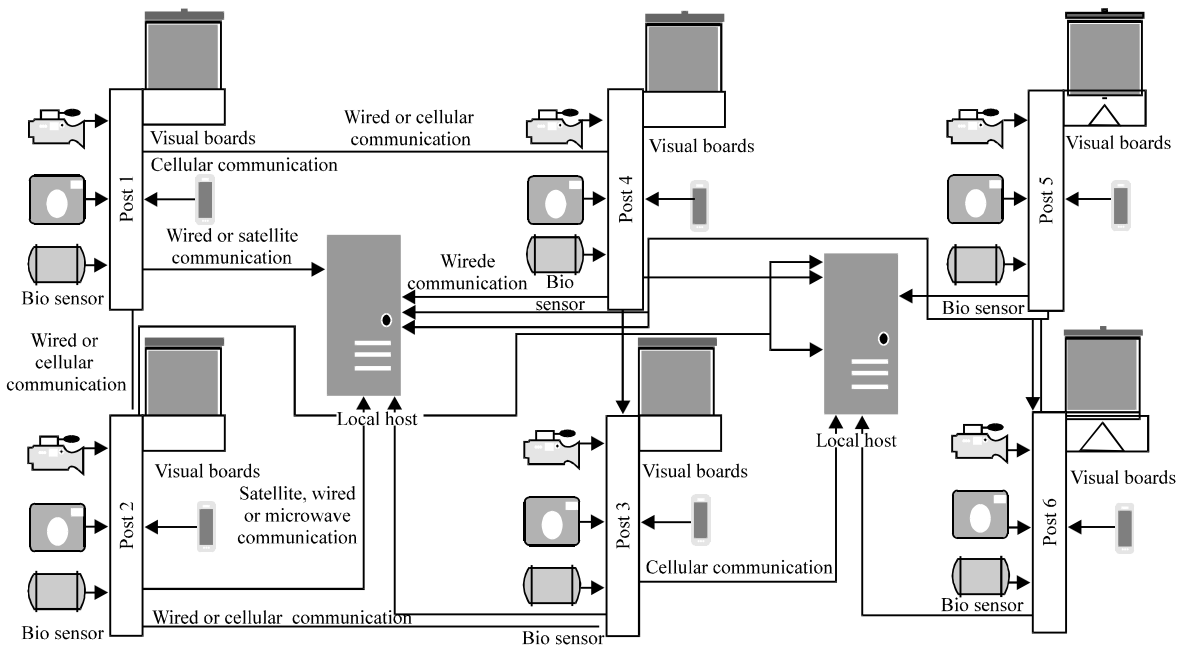 Wired or cellular
communication
Visual boards
Visual boards
Visual boards
Cellular communication
Post 1
Post 4
Post 5
Wired or satellite
communication
Wirede
communication
Bio
sensor
Bio sensor
Bio sensor
Wired or
cellular
communication
Local host
Local host
Visual boards
Visual boards
Visual boards
Satellite, wired
or microwave
communication
Post 2
Post 3
Post 6
Cellular communication
Bio sensor
Wired or cellular communication
Bio sensor
Bio sensor